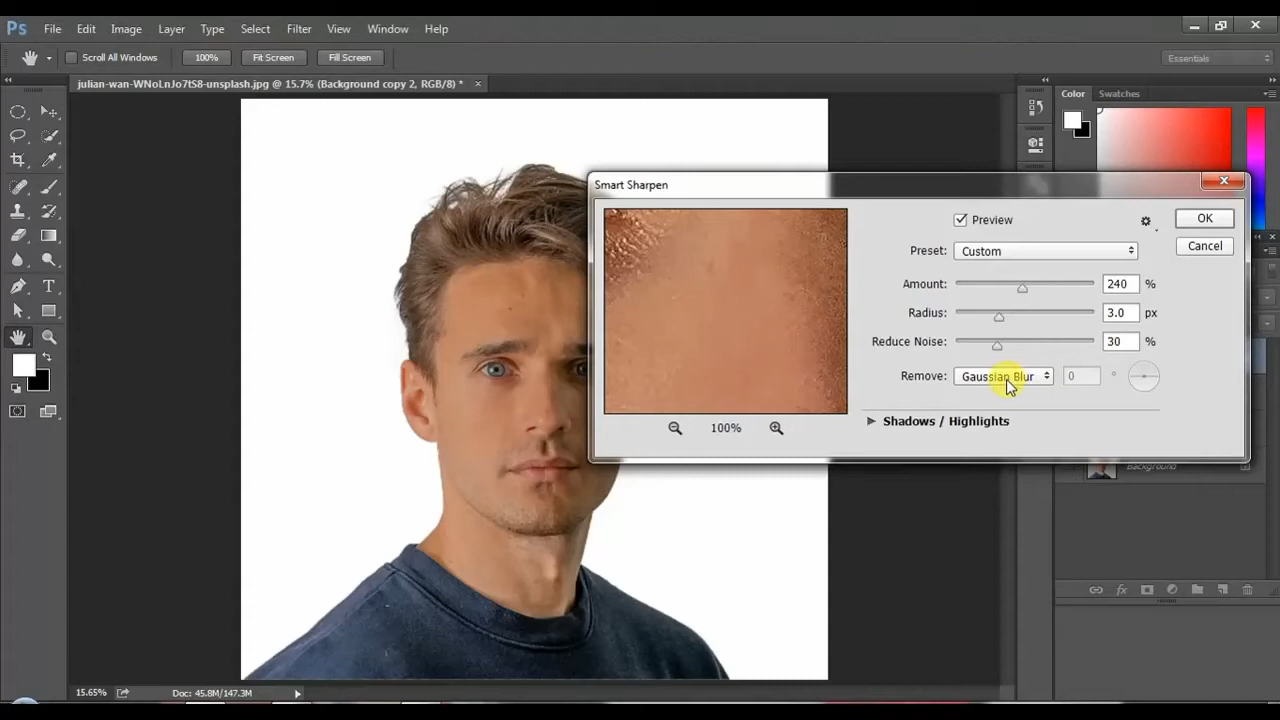 Ps File Edit Image Layer Type Select Filter View Window Help
Scroll All Windows 100% Fit Screen Fill Screen Essentials
julian-wan-WNoLnJo7tS8-unsplash.jpg @ 15.7% (Background copy 2, RGB/8) *
Color Swatches
Smart Sharpen
Preview OK
Preset: Custom Cancel
Amount: 240 %
Radius: 3.0 px
Reduce Noise: 30 %
Remove: Gaussian Blur 0 °
Shadows / Highlights
100%
Background
fx
15.65% Doc: 45.8M/147.3M